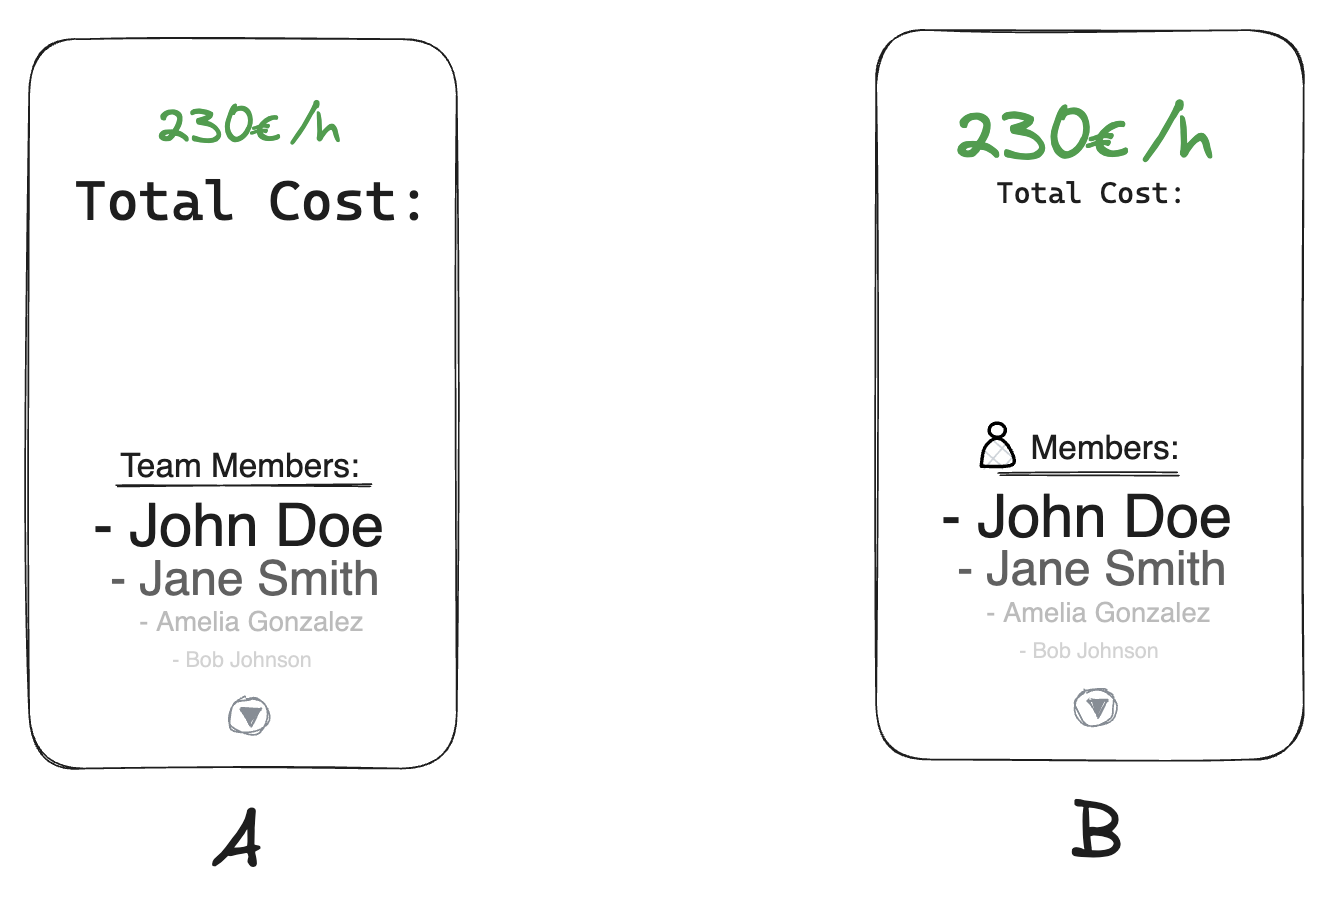 230€/h
Total Cost:
Team Members:
- John Doe
- Jane Smith
- Amelia Gonzalez
- Bob Johnson
A
230€/h
Total Cost:
Members:
- John Doe
- Jane Smith
- Amelia Gonzalez
- Bob Johnson
B